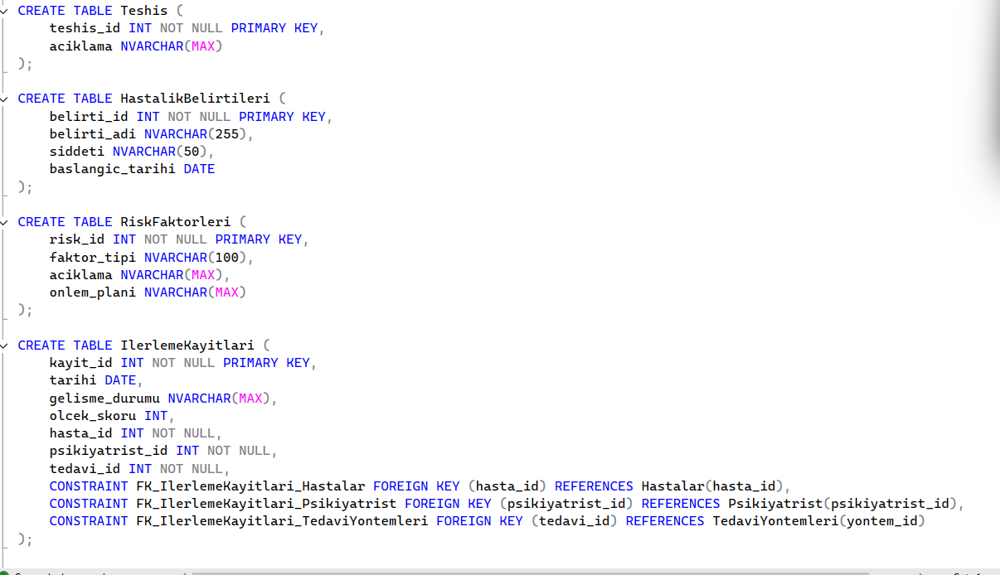 CREATE TABLE Teshis (
    teshis_id INT NOT NULL PRIMARY KEY,
    aciklama NVARCHAR(MAX)
);
CREATE TABLE HastalikBelirtileri (
    belirti_id INT NOT NULL PRIMARY KEY,
    belirti_adi NVARCHAR(255),
    siddeti NVARCHAR(50),
    baslangic_tarihi DATE
);
CREATE TABLE RiskFaktorleri (
    risk_id INT NOT NULL PRIMARY KEY,
    faktor_tipi NVARCHAR(100),
    aciklama NVARCHAR(MAX),
    onlem_plani NVARCHAR(MAX)
);
CREATE TABLE IlerlemeKayitlari (
    kayit_id INT NOT NULL PRIMARY KEY,
    tarihi DATE,
    gelisme_durumu NVARCHAR(MAX),
    olcek_skoru INT,
    hasta_id INT NOT NULL,
    psikiyatrist_id INT NOT NULL,
    tedavi_id INT NOT NULL,
    CONSTRAINT FK_IlerlemeKayitlari_Hastalar FOREIGN KEY (hasta_id) REFERENCES Hastalar(hasta_id),
    CONSTRAINT FK_IlerlemeKayitlari_Psikiyatrist FOREIGN KEY (psikiyatrist_id) REFERENCES Psikiyatrist(psikiyatrist_id),
    CONSTRAINT FK_IlerlemeKayitlari_TedaviYontemleri FOREIGN KEY (tedavi_id) REFERENCES TedaviYontemleri(yontem_id)
);